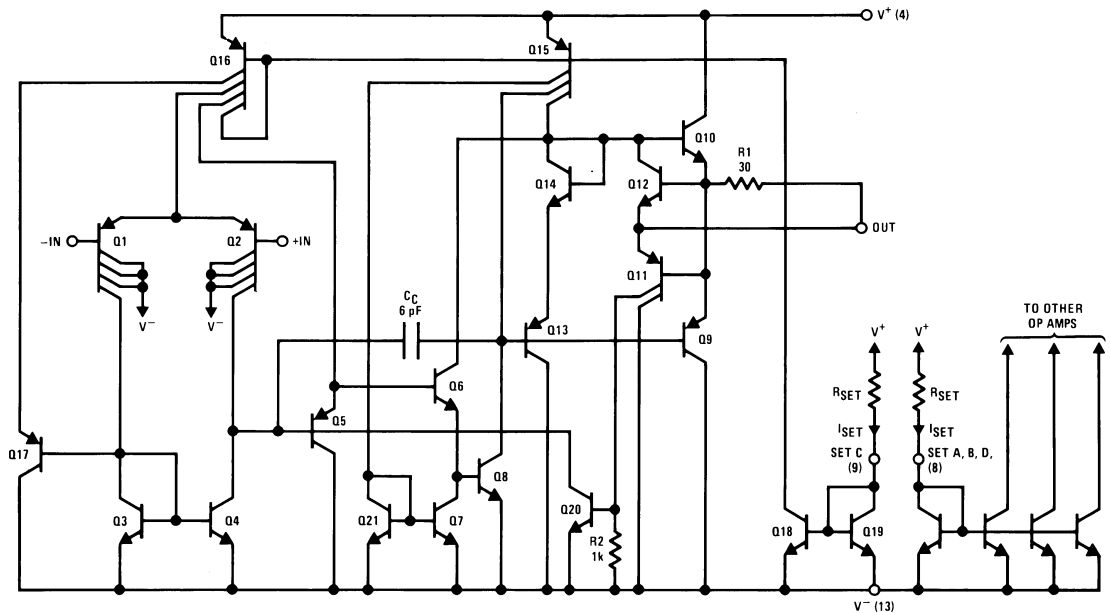 V+ (4)
Q16
Q15
Q10
R1
30
Q14
Q12
−IN
Q1
Q2
+IN
OUT
Q11
V−
V−
CC
6 pF
Q13
Q9
TO OTHER
OP AMPS
V+
V+
Q6
RSET
RSET
Q5
ISET
ISET
Q17
Q8
SET C
(9)
SET A, B, D,
(8)
Q3
Q4
Q21
Q7
Q20
R2
1k
Q18
Q19
V− (13)